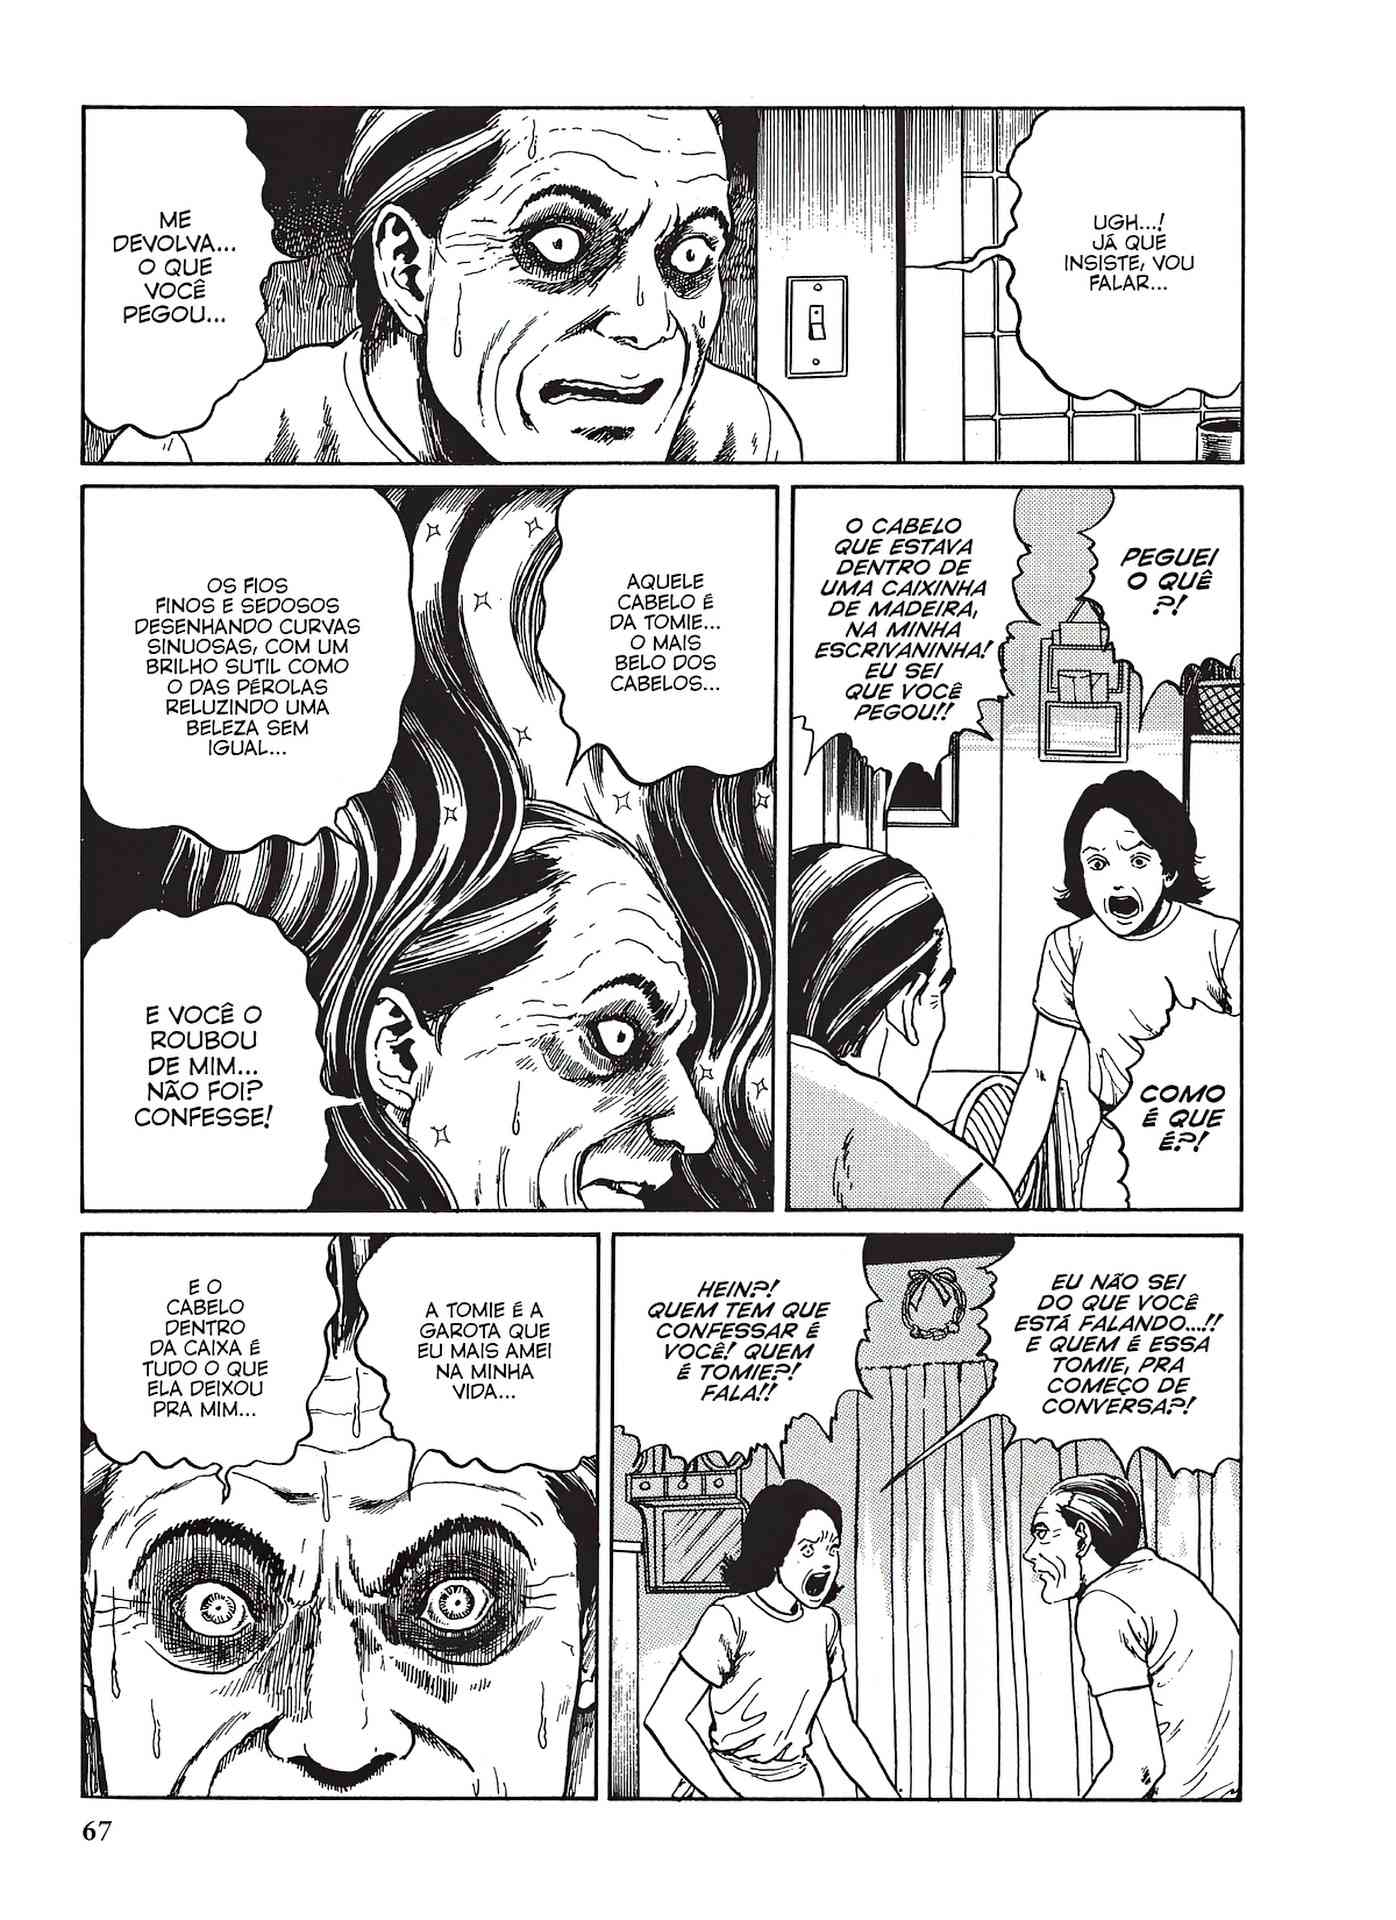 UGH...!
JÁ QUE
INSISTE, VOU
FALAR...
ME
DEVOLVA...
O QUE
VOCÊ
PEGOU...
PEGUEI
O QUÊ
?!
O CABELO
QUE ESTAVA
DENTRO DE
UMA CAIXINHA
DE MADEIRA,
NA MINHA
ESCRIVANINHA!
EU SEI
QUE VOCÊ
PEGOU!!
COMO
É QUE
É?!
AQUELE
CABELO É
DA TOMIE...
O MAIS
BELO DOS
CABELOS...
OS FIOS
FINOS E SEDOSOS
DESENHANDO CURVAS
SINUOSAS, COM UM
BRILHO SUTIL COMO
O DAS PÉROLAS
RELUZINDO UMA
BELEZA SEM
IGUAL...
E VOCÊ O
ROUBOU
DE MIM...
NÃO FOI?
CONFESSE!
EU NÃO SEI
DO QUE VOCÊ
ESTÁ FALANDO...!!
E QUEM É ESSA
TOMIE, PRA
COMEÇO DE
CONVERSA?!
HEIN?!
QUEM TEM QUE
CONFESSAR É
VOCÊ! QUEM
É TOMIE?!
FALA!!
A TOMIE É A
GAROTA QUE
EU MAIS AMEI
NA MINHA
VIDA...
E O
CABELO
DENTRO
DA CAIXA É
TUDO O QUE
ELA DEIXOU
PRA MIM...
67